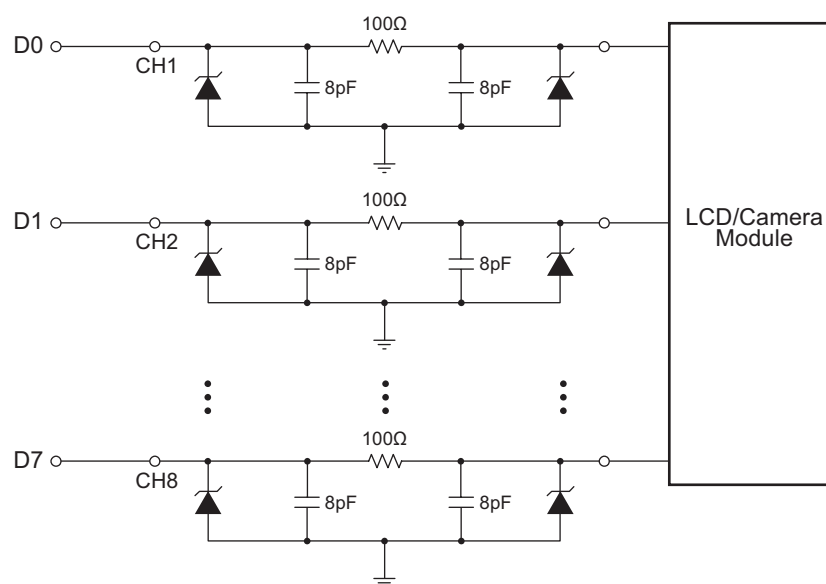 100Ω
D0
CH1
8pF
8pF
100Ω
D1
CH2
8pF
8pF
LCD/Camera
Module
100Ω
D7
CH8
8pF
8pF